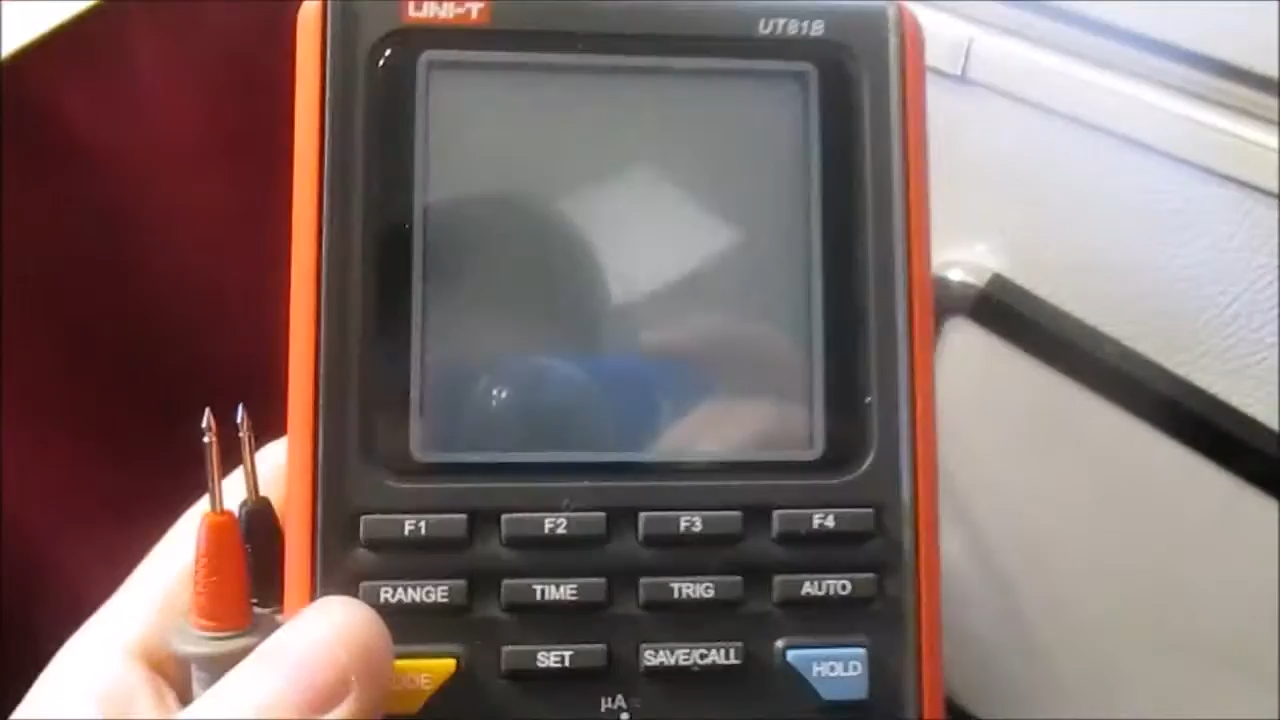 UNI-T
UT81B
F1 F2 F3 F4
RANGE TIME TRIG AUTO
SET SAVE/CALL HOLD
μA